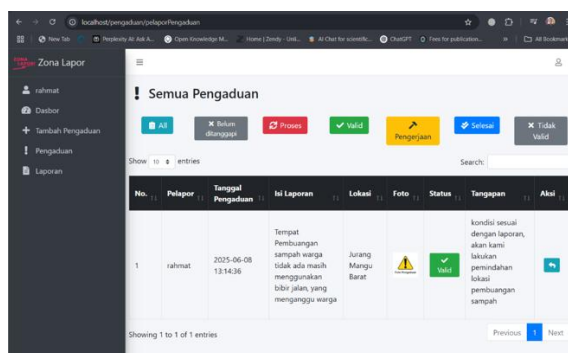 localhost/pengaduan/pelaporPengaduan
New Tab
Perplexity AI: Ask A...
Open Knowledge M...
Home | Zendy - Unli...
AI Chat for scientific...
ChatGPT
Fees for publication...
»
All Bookmarks
Zona Lapor
rahmat
Dasbor
Tambah Pengaduan
Pengaduan
Laporan
! Semua Pengaduan
All
Belum ditanggapi
Proses
Valid
Pengerjaan
Selesai
Tidak Valid
Show 10 entries
Search:
No. Pelapor Tanggal Pengaduan Isi Laporan Lokasi Foto Status Tangapan Aksi
1
rahmat
2025-06-08
13:14:36
Tempat
Pembuangan
sampah warga
tidak ada masih
menggunakan
bibir jalan, yang
menganggu warga
Jurang
Mangu
Barat
Valid
kondisi sesuai
dengan laporan,
akan kami
lakukan
pemindahan
lokasi
pembuangan
sampah
Showing 1 to 1 of 1 entries
Previous 1 Next